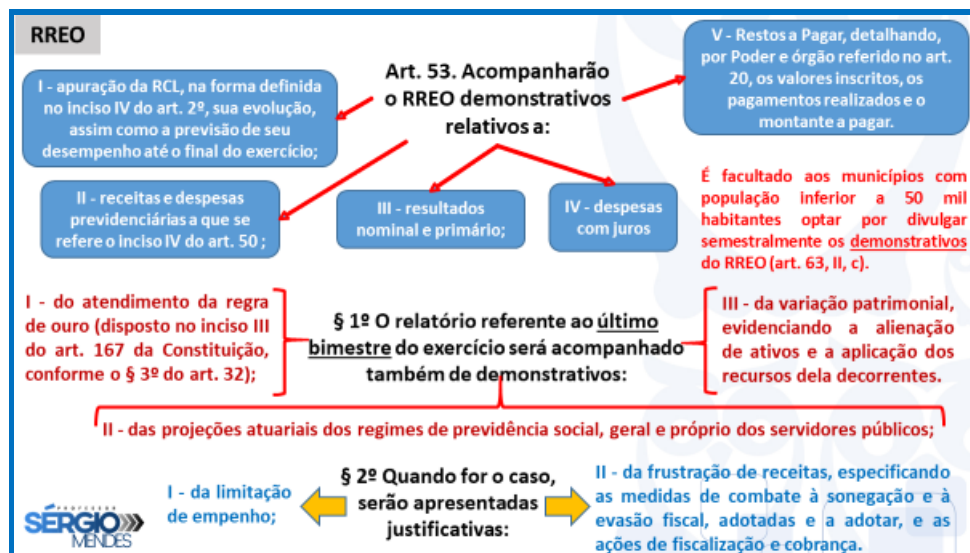 RREO
I - apuração da RCL, na forma definida
no inciso IV do art. 2º, sua evolução,
assim como a previsão de seu
desempenho até o final do exercício;
Art. 53. Acompanharão
o RREO demonstrativos
relativos a:
V - Restos a Pagar, detalhando,
por Poder e órgão referido no art.
20, os valores inscritos, os
pagamentos realizados e o
montante a pagar.
II - receitas e despesas
previdenciárias a que se
refere o inciso IV do art. 50 ;
III - resultados
nominal e primário;
IV - despesas
com juros
É facultado aos municípios com
população inferior a 50 mil
habitantes optar por divulgar
semestralmente os demonstrativos
do RREO (art. 63, II, c).
I - do atendimento da regra
de ouro (disposto no inciso III
do art. 167 da Constituição,
conforme o § 3º do art. 32);
§ 1º O relatório referente ao último
bimestre do exercício será acompanhado
também de demonstrativos:
III - da variação patrimonial,
evidenciando a alienação
de ativos e a aplicação dos
recursos dela decorrentes.
II - das projeções atuariais dos regimes de previdência social, geral e próprio dos servidores públicos;
§ 2º Quando for o caso,
serão apresentadas
justificativas:
I - da limitação
de empenho;
II - da frustração de receitas, especificando
as medidas de combate à sonegação e à
evasão fiscal, adotadas e a adotar, e as
ações de fiscalização e cobrança.
PROFESSOR
SÉRGIO
MENDES